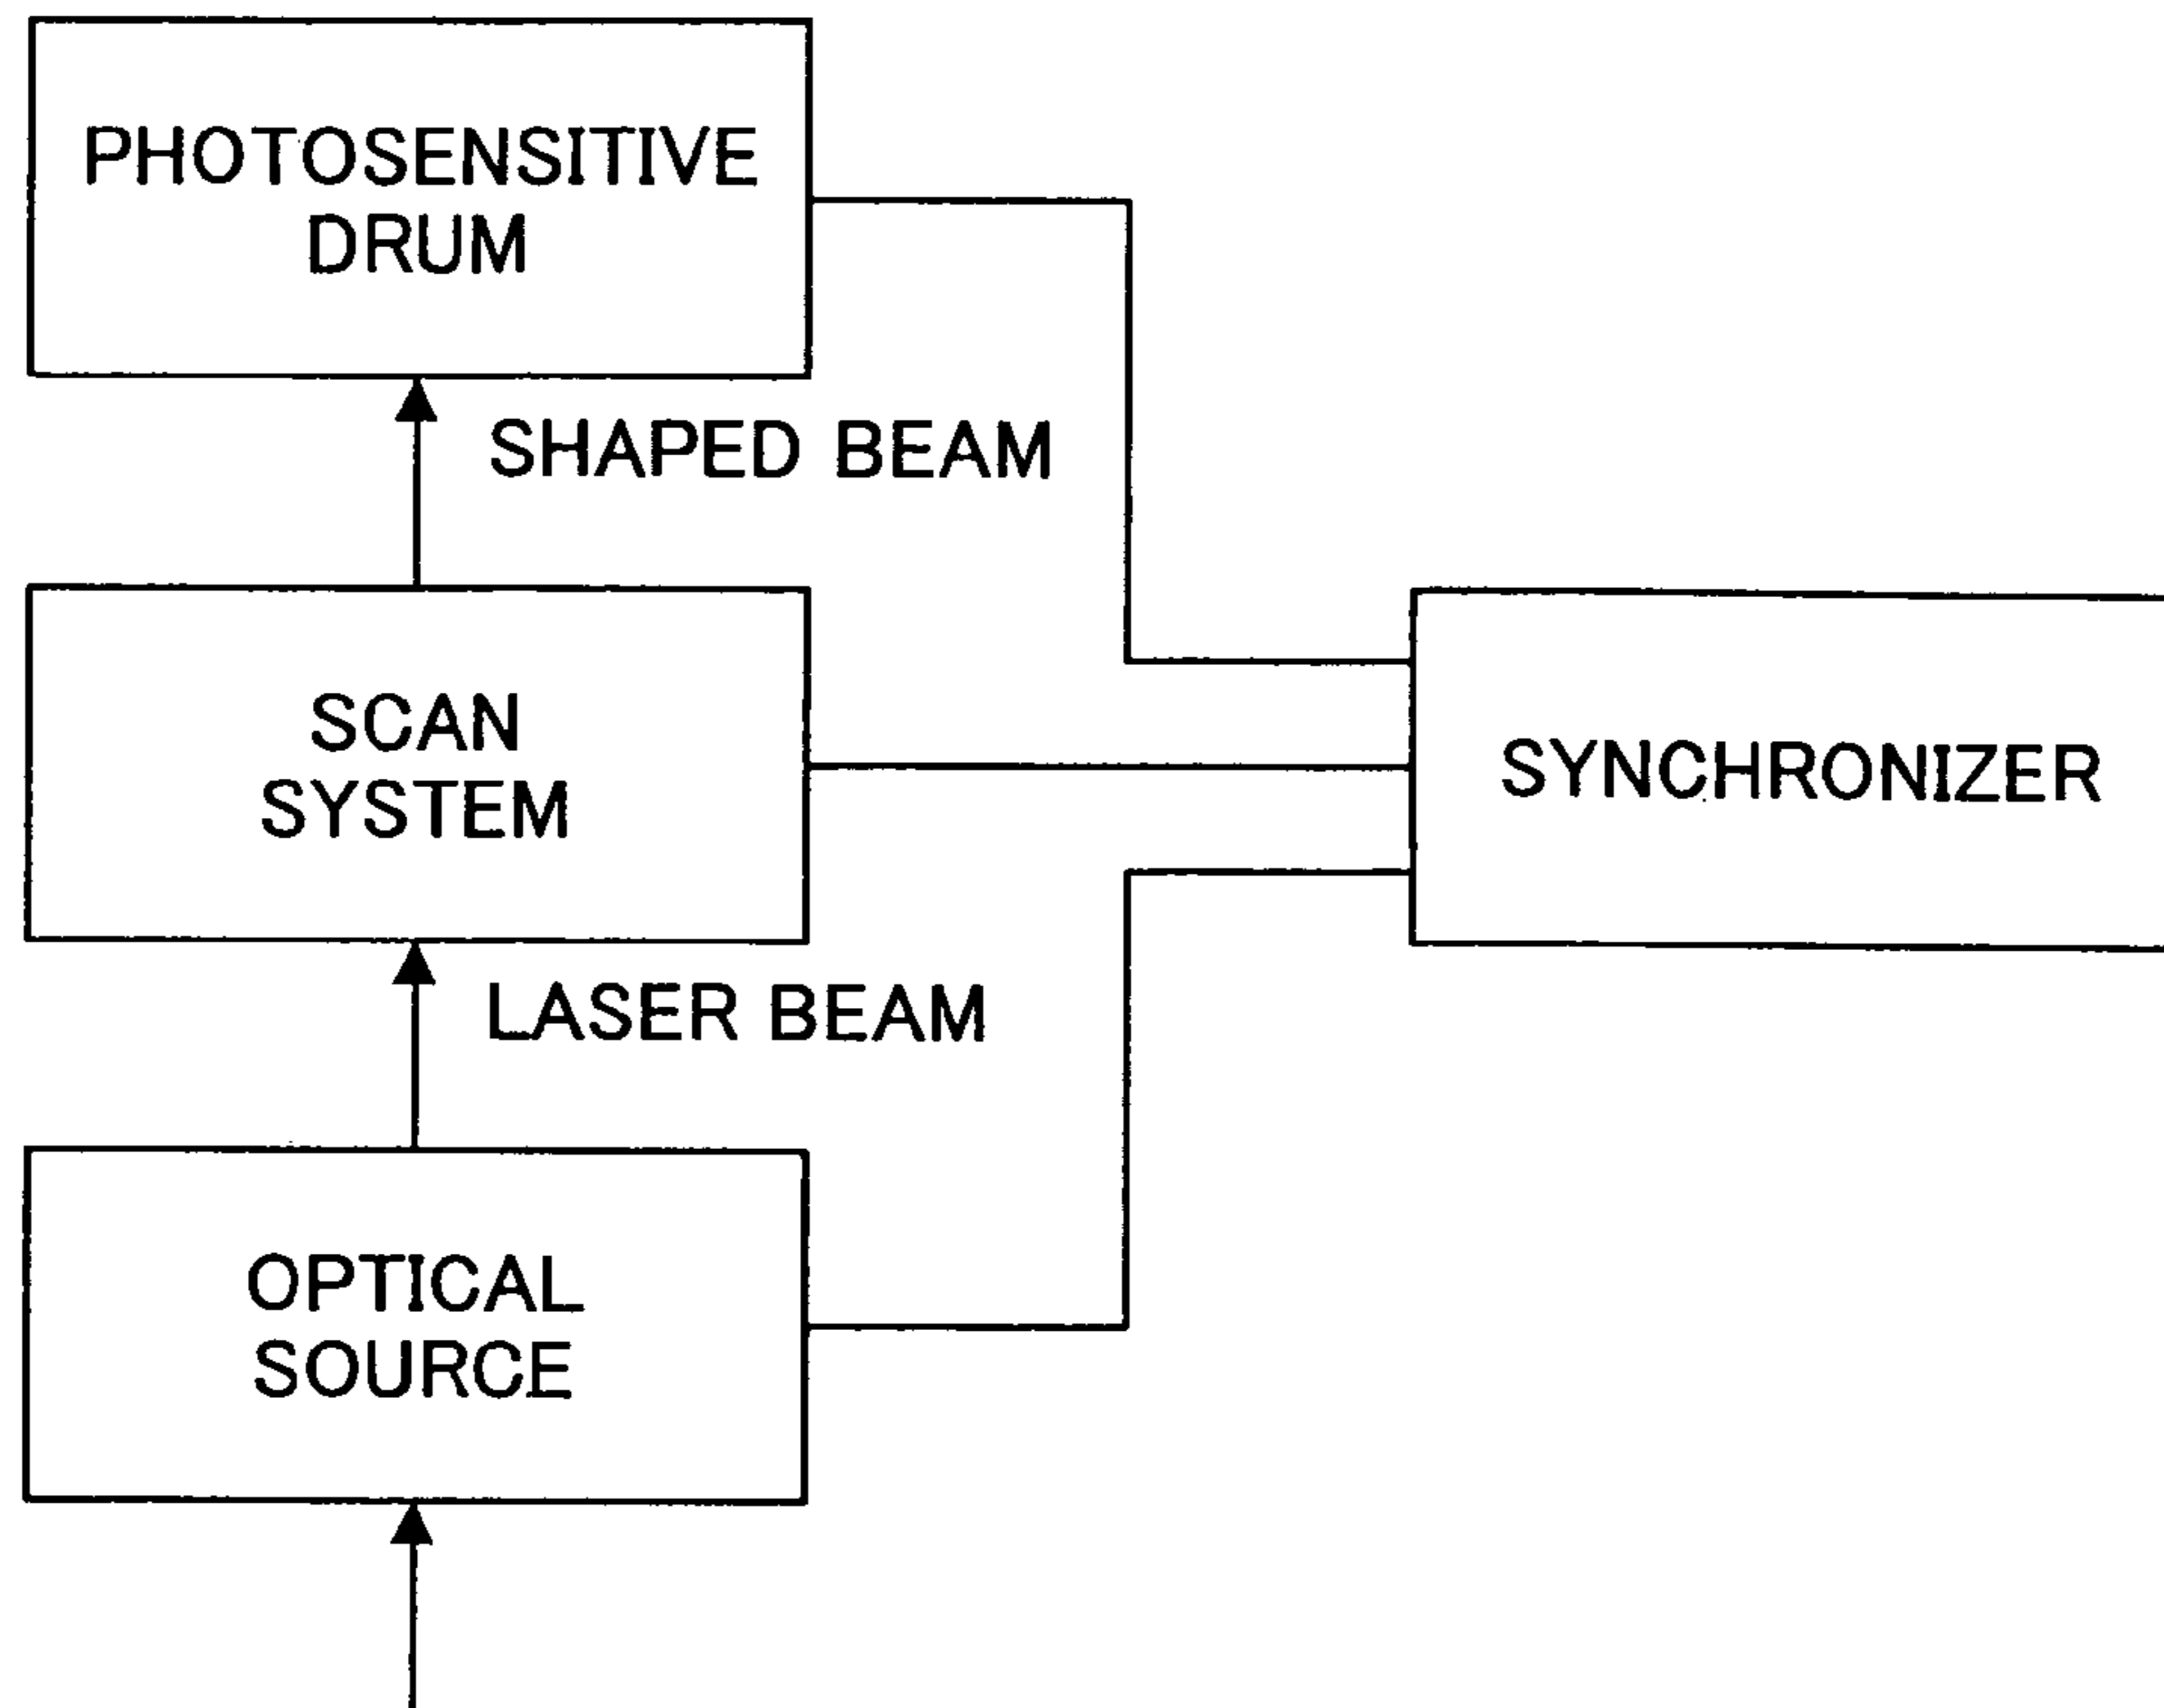 PHOTOSENSITIVE
DRUM
SHAPED BEAM
SCAN
SYSTEM
SYNCHRONIZER
LASER BEAM
OPTICAL
SOURCE